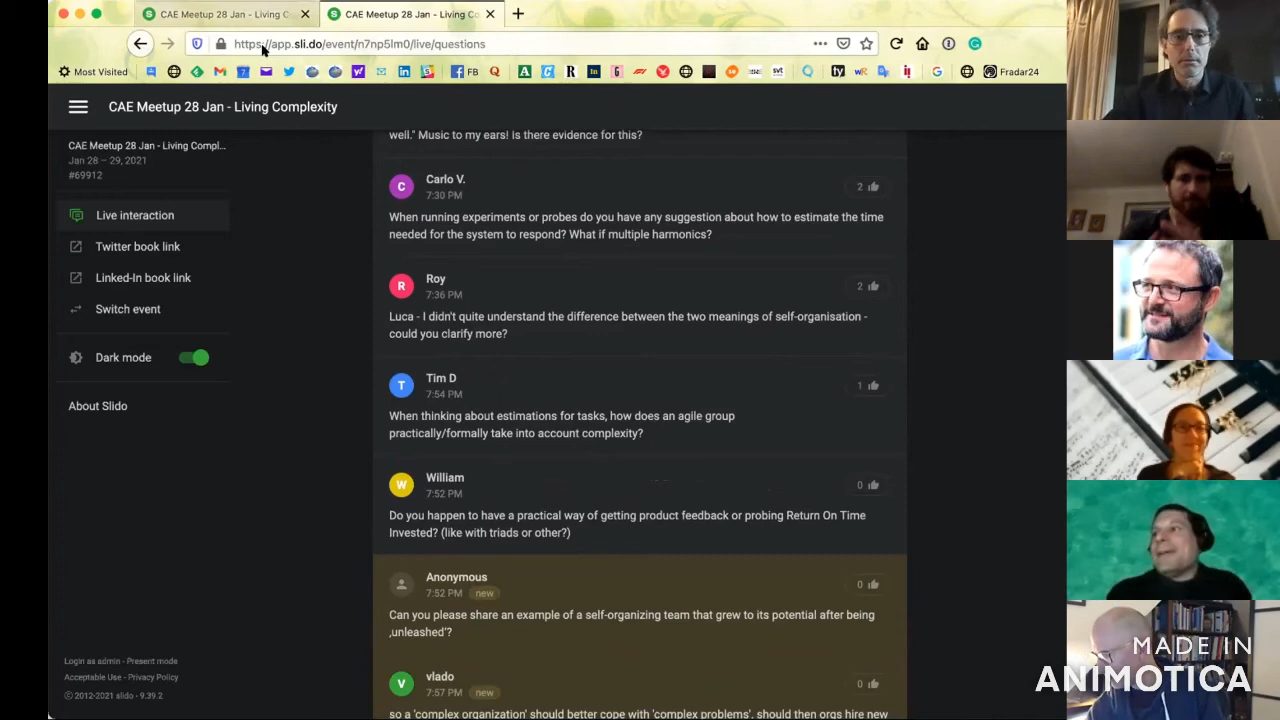 CAE Meetup 28 Jan - Living C
CAE Meetup 28 Jan - Living Co
https://app.sli.do/event/n7np5lm0/live/questions
Most Visited
FB
Fradar24
CAE Meetup 28 Jan - Living Complexity
CAE Meetup 28 Jan - Living Compl...
Jan 28 – 29, 2021
#69912
Live interaction
Twitter book link
Linked-In book link
Switch event
Dark mode
About Slido
Login as admin - Present mode
Acceptable Use - Privacy Policy
© 2012-2021 slido - 9.39.2
well." Music to my ears! Is there evidence for this?
C
Carlo V.
7:30 PM
2
When running experiments or probes do you have any suggestion about how to estimate the time
needed for the system to respond? What if multiple harmonics?
R
Roy
7:36 PM
2
Luca - I didn't quite understand the difference between the two meanings of self-organisation -
could you clarify more?
T
Tim D
7:54 PM
1
When thinking about estimations for tasks, how does an agile group
practically/formally take into account complexity?
W
William
7:52 PM
0
Do you happen to have a practical way of getting product feedback or probing Return On Time
Invested? (like with triads or other?)
Anonymous
7:52 PM new
0
Can you please share an example of a self-organizing team that grew to its potential after being
‚unleashed'?
V
vlado
7:57 PM new
0
so a 'complex organization' should better cope with 'complex problems'. should then orgs hire new
MADE IN
ANIMOTICA